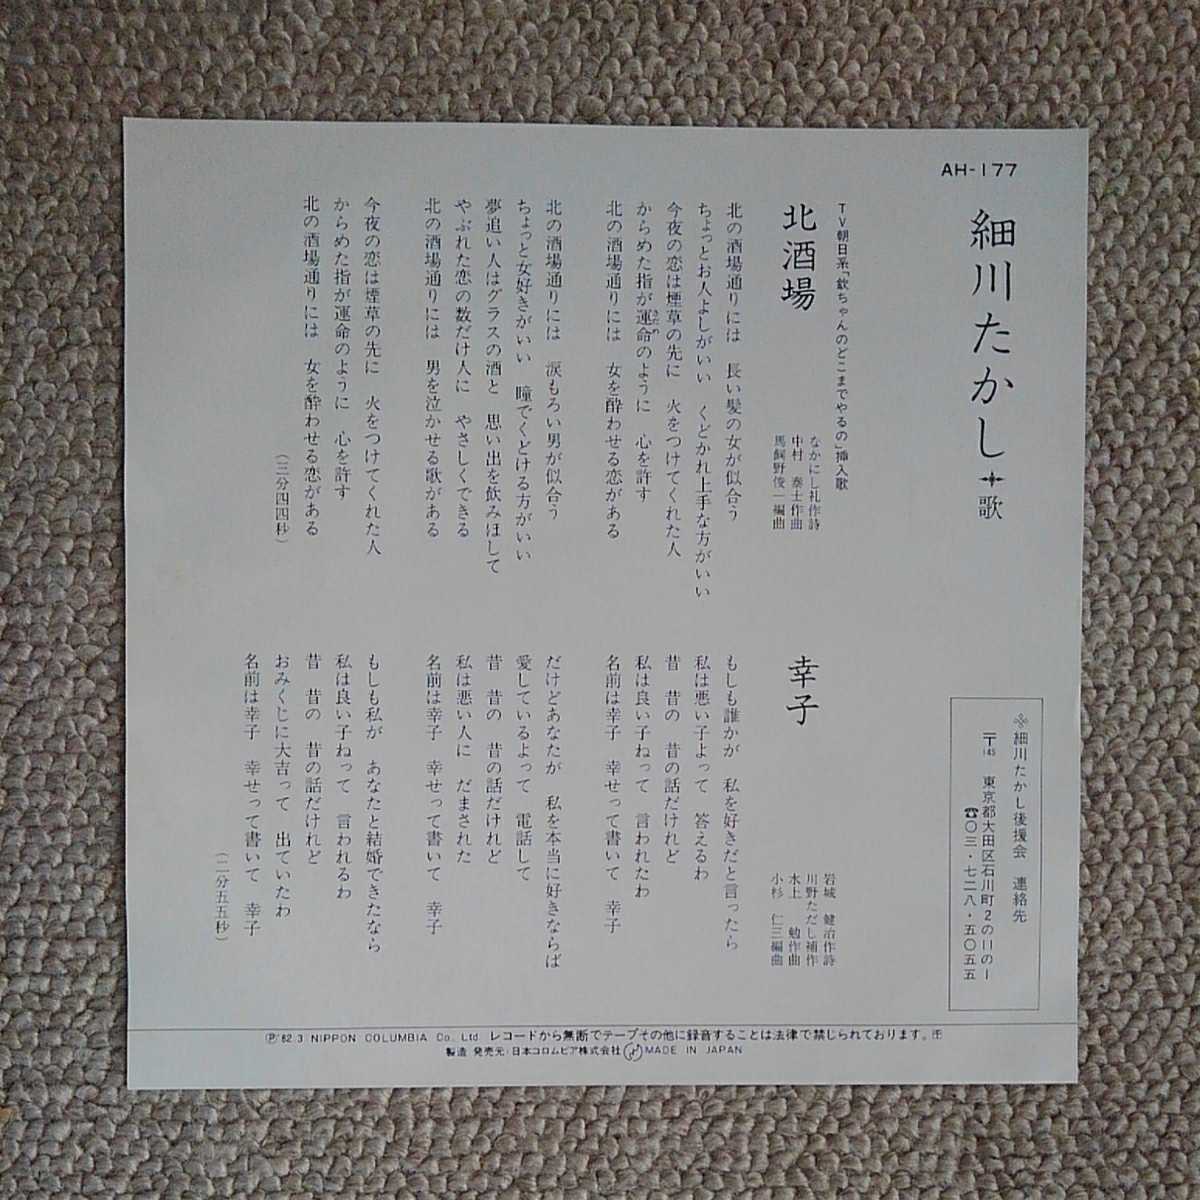 AH-177
細川たかし 歌
TV朝日系「欽ちゃんのどこまでやるの」挿入歌
北酒場
なかにし礼作詩
中村 泰士作曲
馬飼野俊一編曲
北の酒場通りには 長い髪の女が似合う
ちょっとお人よしがいい くどかれ上手な方がいい
今夜の恋は煙草の先に 火をつけてくれた人
からめた指が運命のように 心を許す
北の酒場通りには 女を酔わせる恋がある
北の酒場通りには 涙もろい男が似合う
ちょっと女好きがいい 瞳でくどける方がいい
夢追い人はグラスの酒と 思い出を飲みほして
やぶれた恋の数だけ人に やさしくできる
北の酒場通りには 男を泣かせる歌がある
今夜の恋は煙草の先に 火をつけてくれた人
からめた指が運命のように 心を許す
北の酒場通りには 女を酔わせる恋がある
(三分四四秒)
幸子
岩城 健治作詩
川野ただし補作
水上 勉作曲
小杉 仁三編曲
もしも誰かが 私を好きだと言ったら
私は悪い子よって 答えるわ
昔 昔の 昔の話だけれど
私は良い子ねって 言われたわ
名前は幸子 幸せって書いて 幸子
だけどあなたが 私を本当に好きならば
愛しているよって 電話して
昔 昔の 昔の話だけれど
私は悪い人に だまされた
名前は幸子 幸せって書いて 幸子
もしも私が あなたと結婚できたなら
私は良い子ねって 言われるわ
昔 昔の 昔の話だけれど
おみくじに大吉って 出ていたわ
名前は幸子 幸せって書いて 幸子
(二分五五秒)
※細川たかし後援会 連絡先
〒145 東京都大田区石川町2の11の1
☎〇三・七二八・五〇五五
Ⓟ'82.3 NIPPON COLUMBIA Co., Ltd レコードから無断でテープその他に録音することは法律で禁じられております。
製造 発売元：日本コロムビア株式会社 MADE IN JAPAN